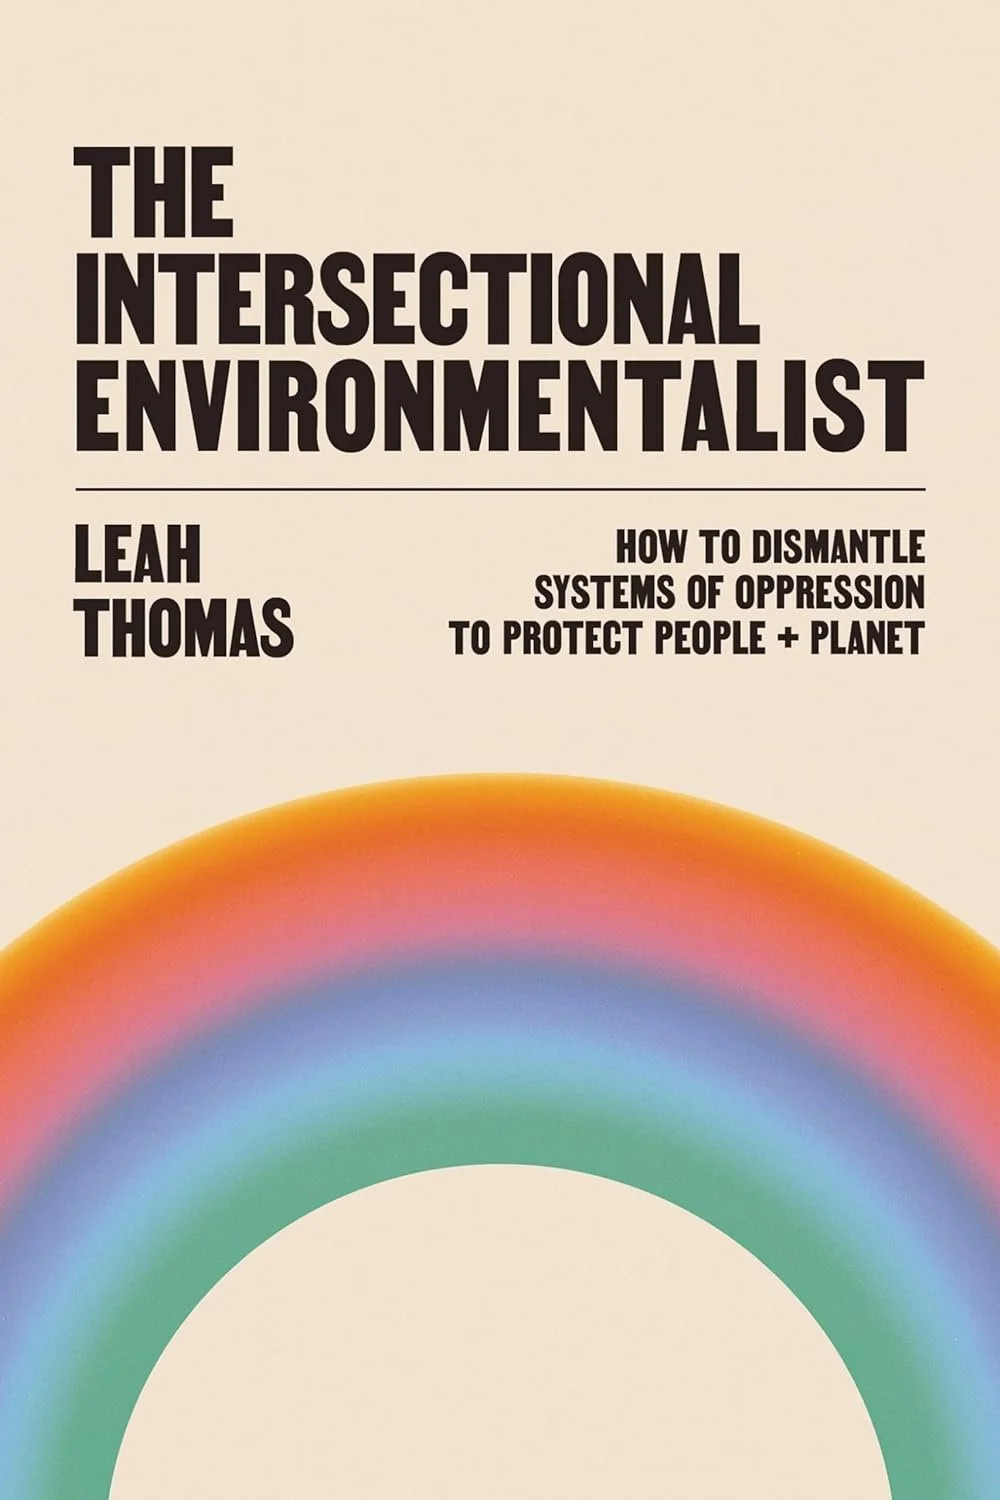 THE
INTERSECTIONAL
ENVIRONMENTALIST
LEAH
THOMAS
HOW TO DISMANTLE
SYSTEMS OF OPPRESSION
TO PROTECT PEOPLE + PLANET